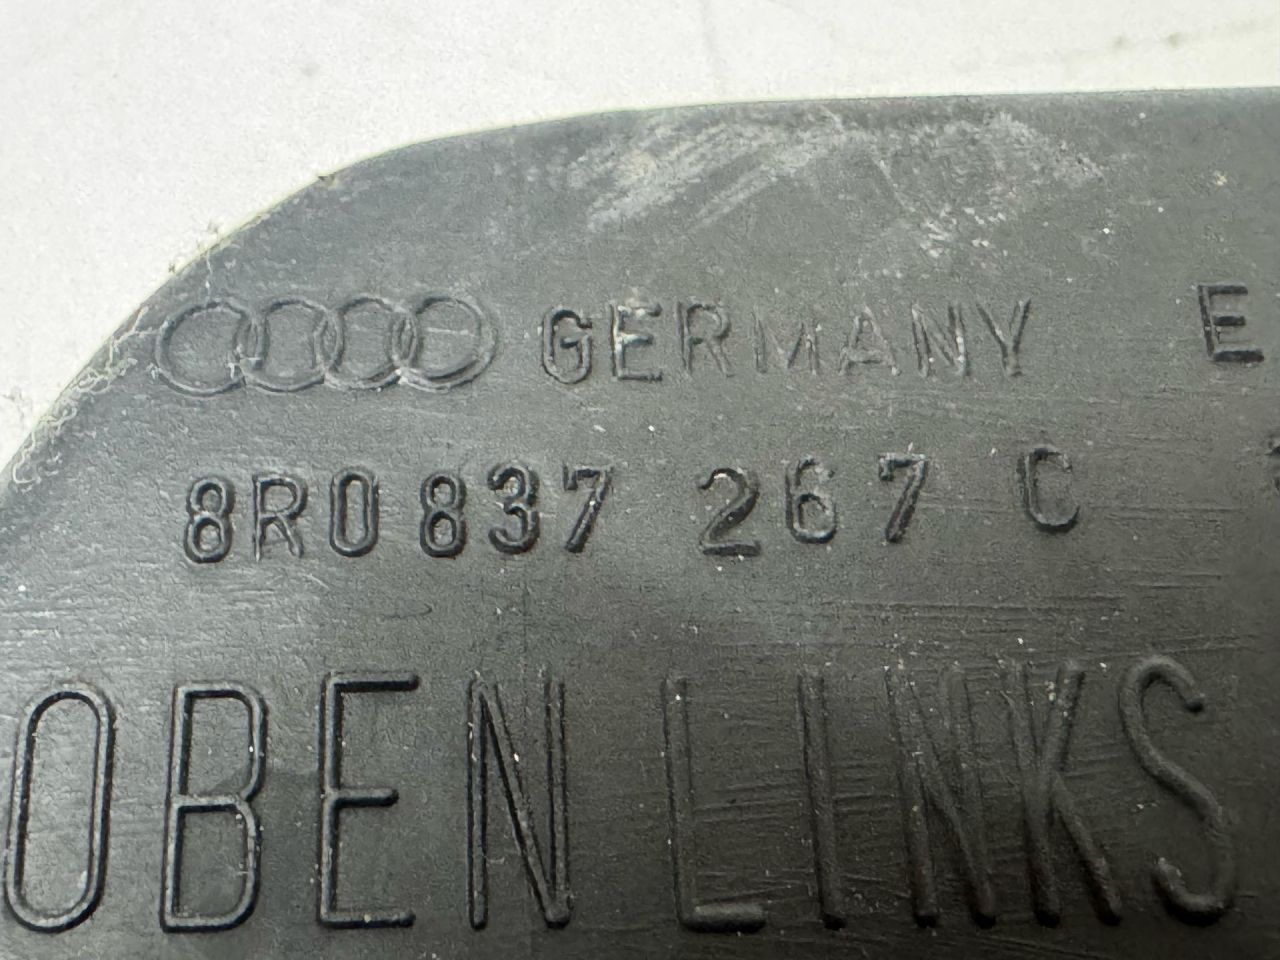 GERMANY E
8R0 837 267 C
OBEN LINKS